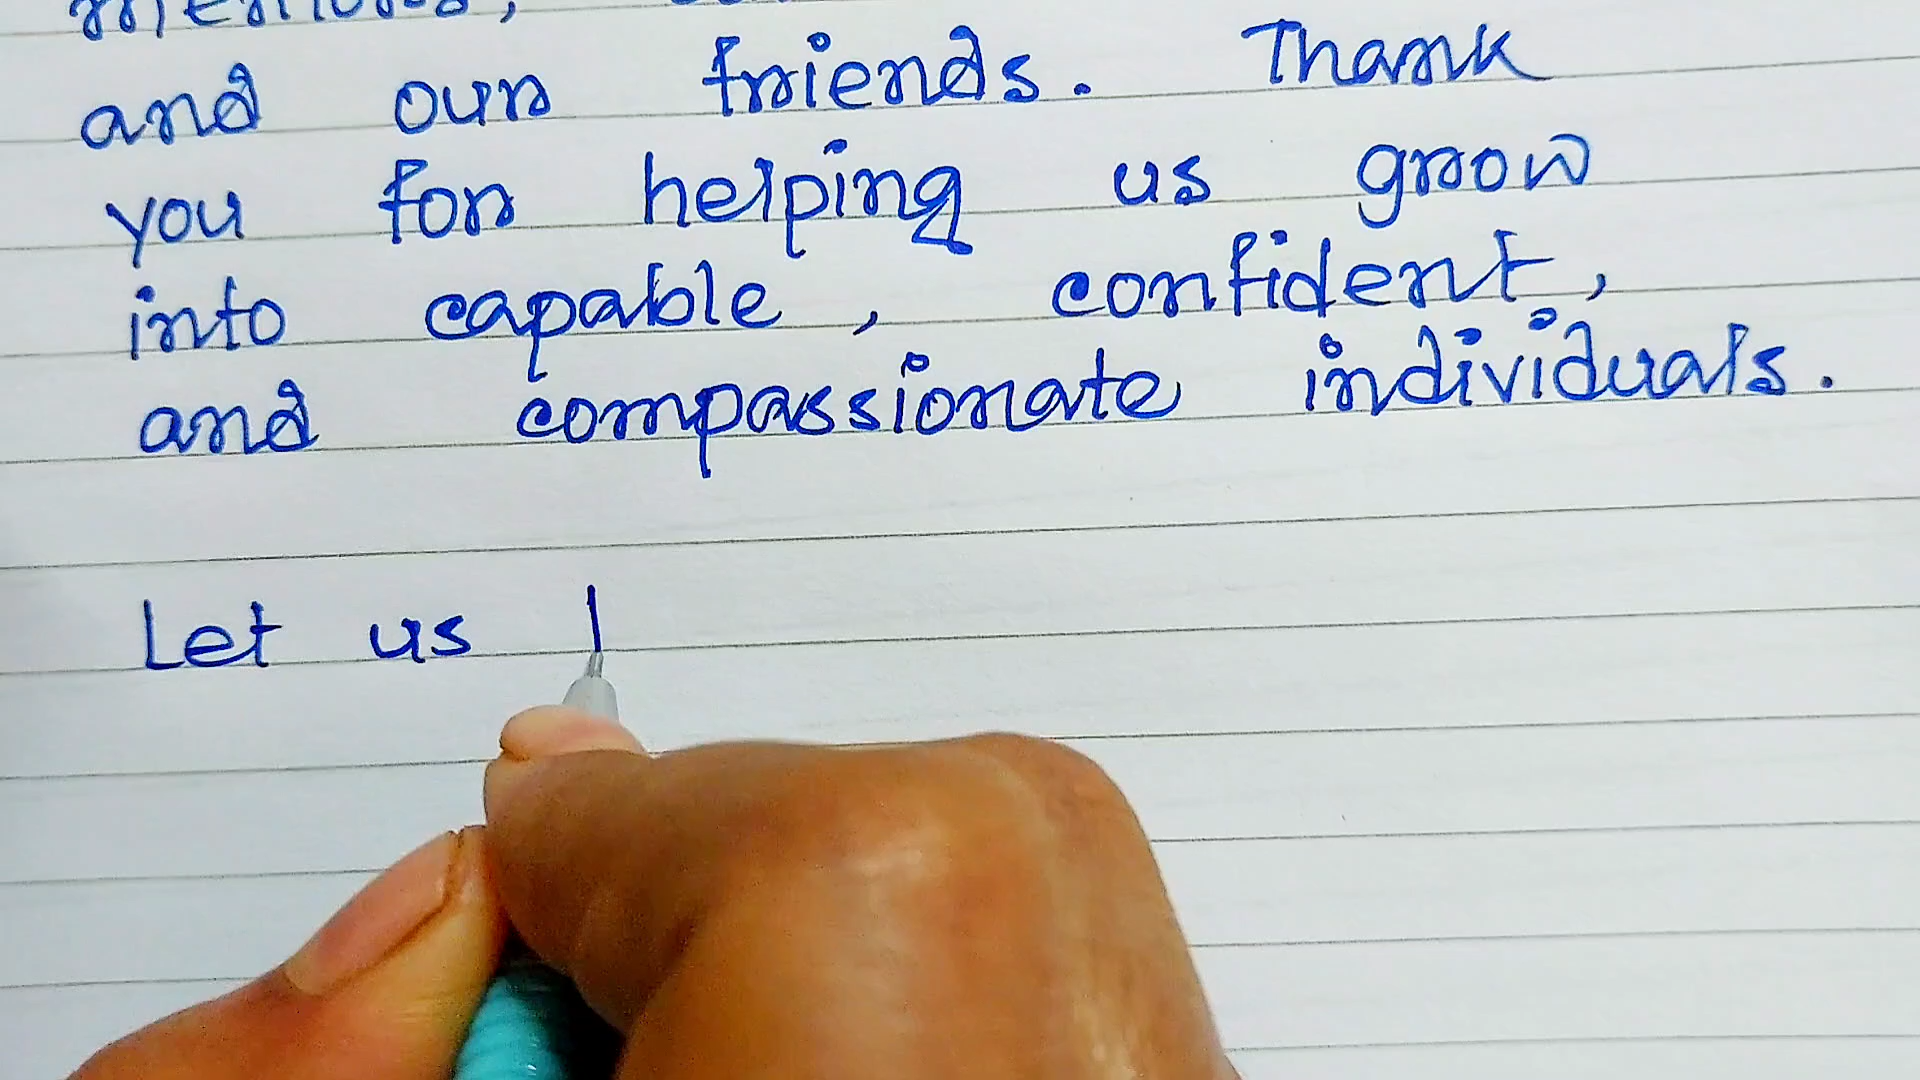 and our friends. Thank
you for helping us grow
into capable, confident,
and compassionate individuals.
Let us